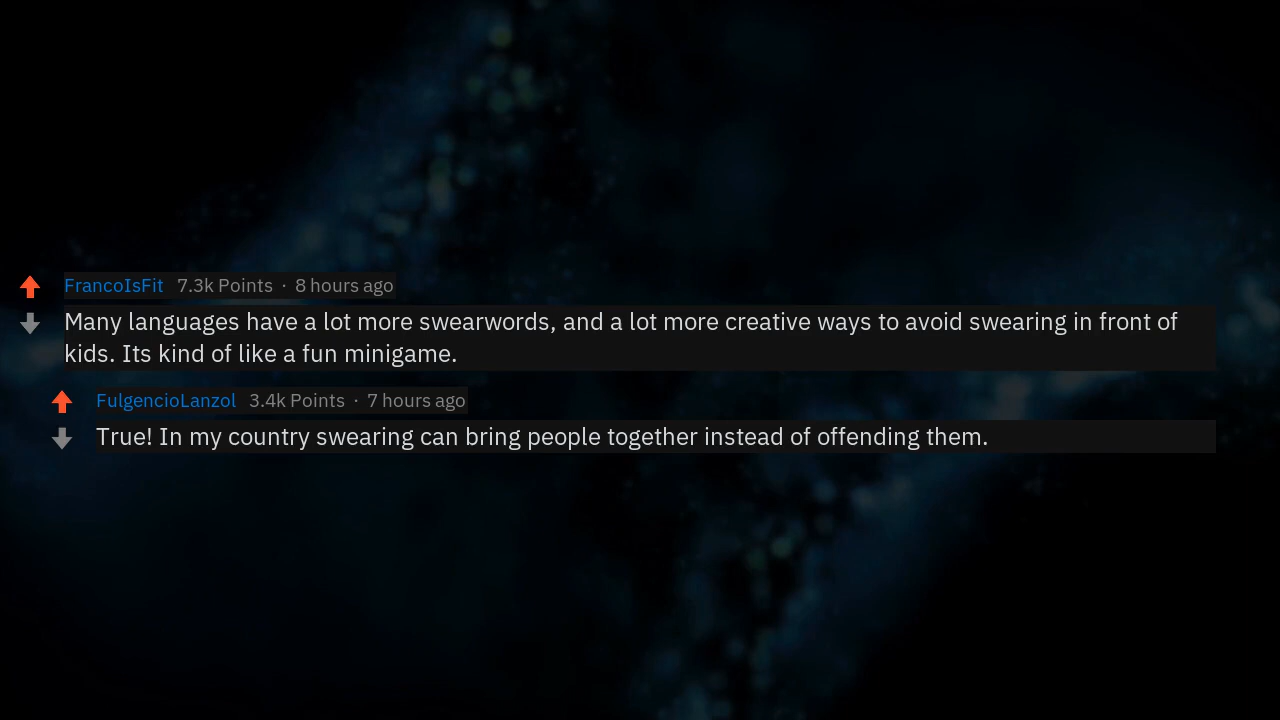 FrancoIsFit 7.3k Points · 8 hours ago
Many languages have a lot more swearwords, and a lot more creative ways to avoid swearing in front of
kids. Its kind of like a fun minigame.
FulgencioLanzol 3.4k Points · 7 hours ago
True! In my country swearing can bring people together instead of offending them.